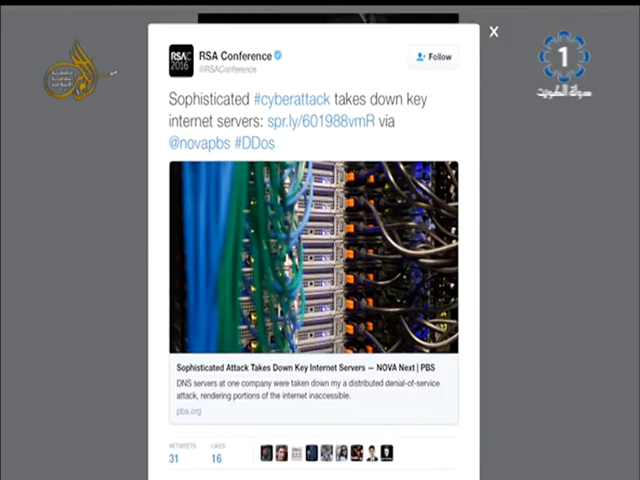 RSAC
2016
RSA Conference
@RSAConference
Follow
X
1
Sophisticated #cyberattack takes down key
internet servers: spr.ly/601988vmR via
@novapbs #DDos
Sophisticated Attack Takes Down Key Internet Servers — NOVA Next | PBS
DNS servers at one company were taken down my a distributed denial-of-service
attack, rendering portions of the internet inaccessible.
pbs.org
RETWEETS
31
LIKES
16